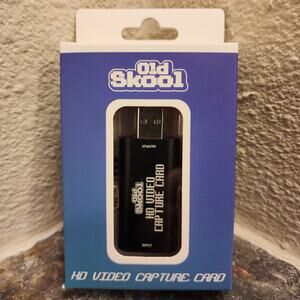 Old
Skool
OUTPUT
Old
Skool
HD VIDEO
CAPTURE CARD
INPUT
HD VIDEO CAPTURE CARD